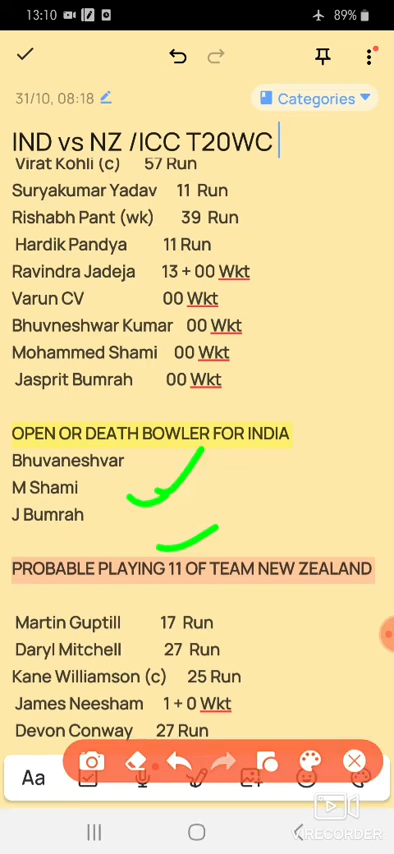 13:10 89%
31/10, 08:18 Categories
IND vs NZ /ICC T20WC
Virat Kohli (c) 57 Run
Suryakumar Yadav 11 Run
Rishabh Pant (wk) 39 Run
Hardik Pandya 11 Run
Ravindra Jadeja 13 + 00 Wkt
Varun CV 00 Wkt
Bhuvneshwar Kumar 00 Wkt
Mohammed Shami 00 Wkt
Jasprit Bumrah 00 Wkt
OPEN OR DEATH BOWLER FOR INDIA
Bhuvaneshvar
M Shami
J Bumrah
PROBABLE PLAYING 11 OF TEAM NEW ZEALAND
Martin Guptill 17 Run
Daryl Mitchell 27 Run
Kane Williamson (c) 25 Run
James Neesham 1 + 0 Wkt
Devon Conway 27 Run
Aa
V RECORDER